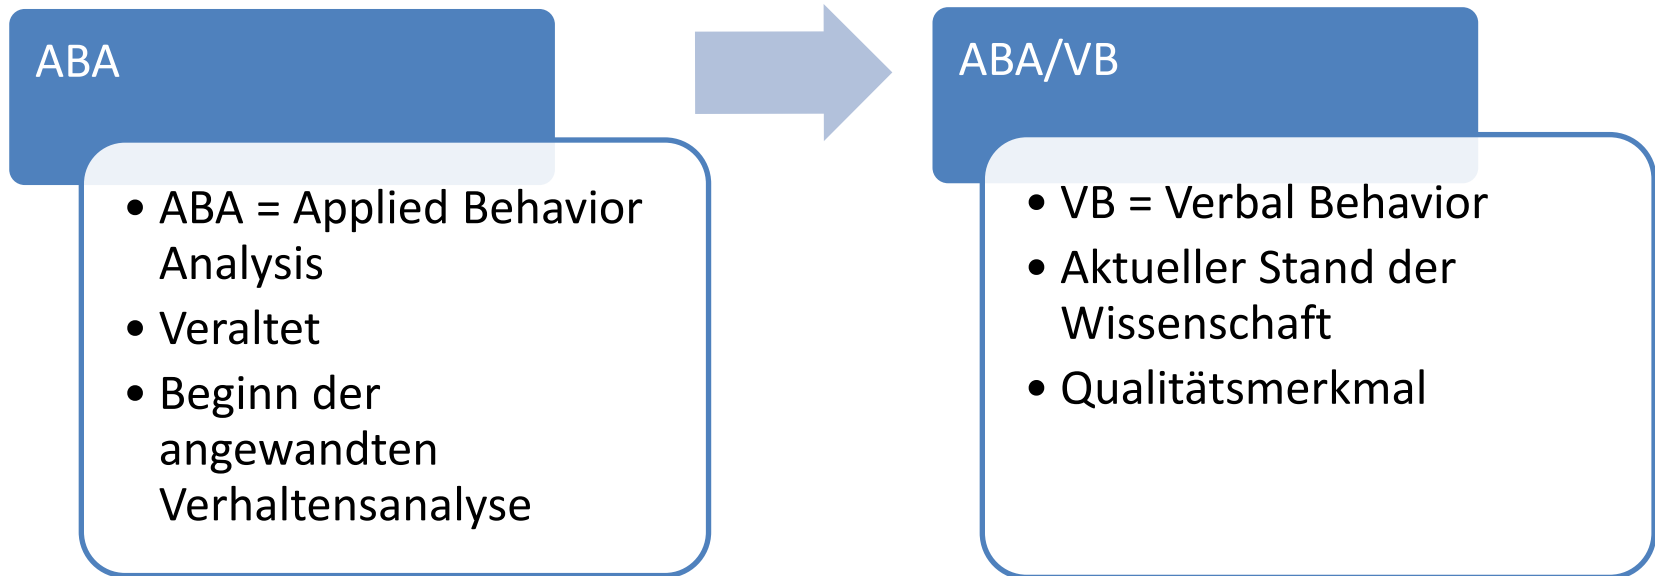 ABA
• ABA = Applied Behavior
Analysis
• Veraltet
• Beginn der
angewandten
Verhaltensanalyse
ABA/VB
• VB = Verbal Behavior
• Aktueller Stand der
Wissenschaft
• Qualitätsmerkmal